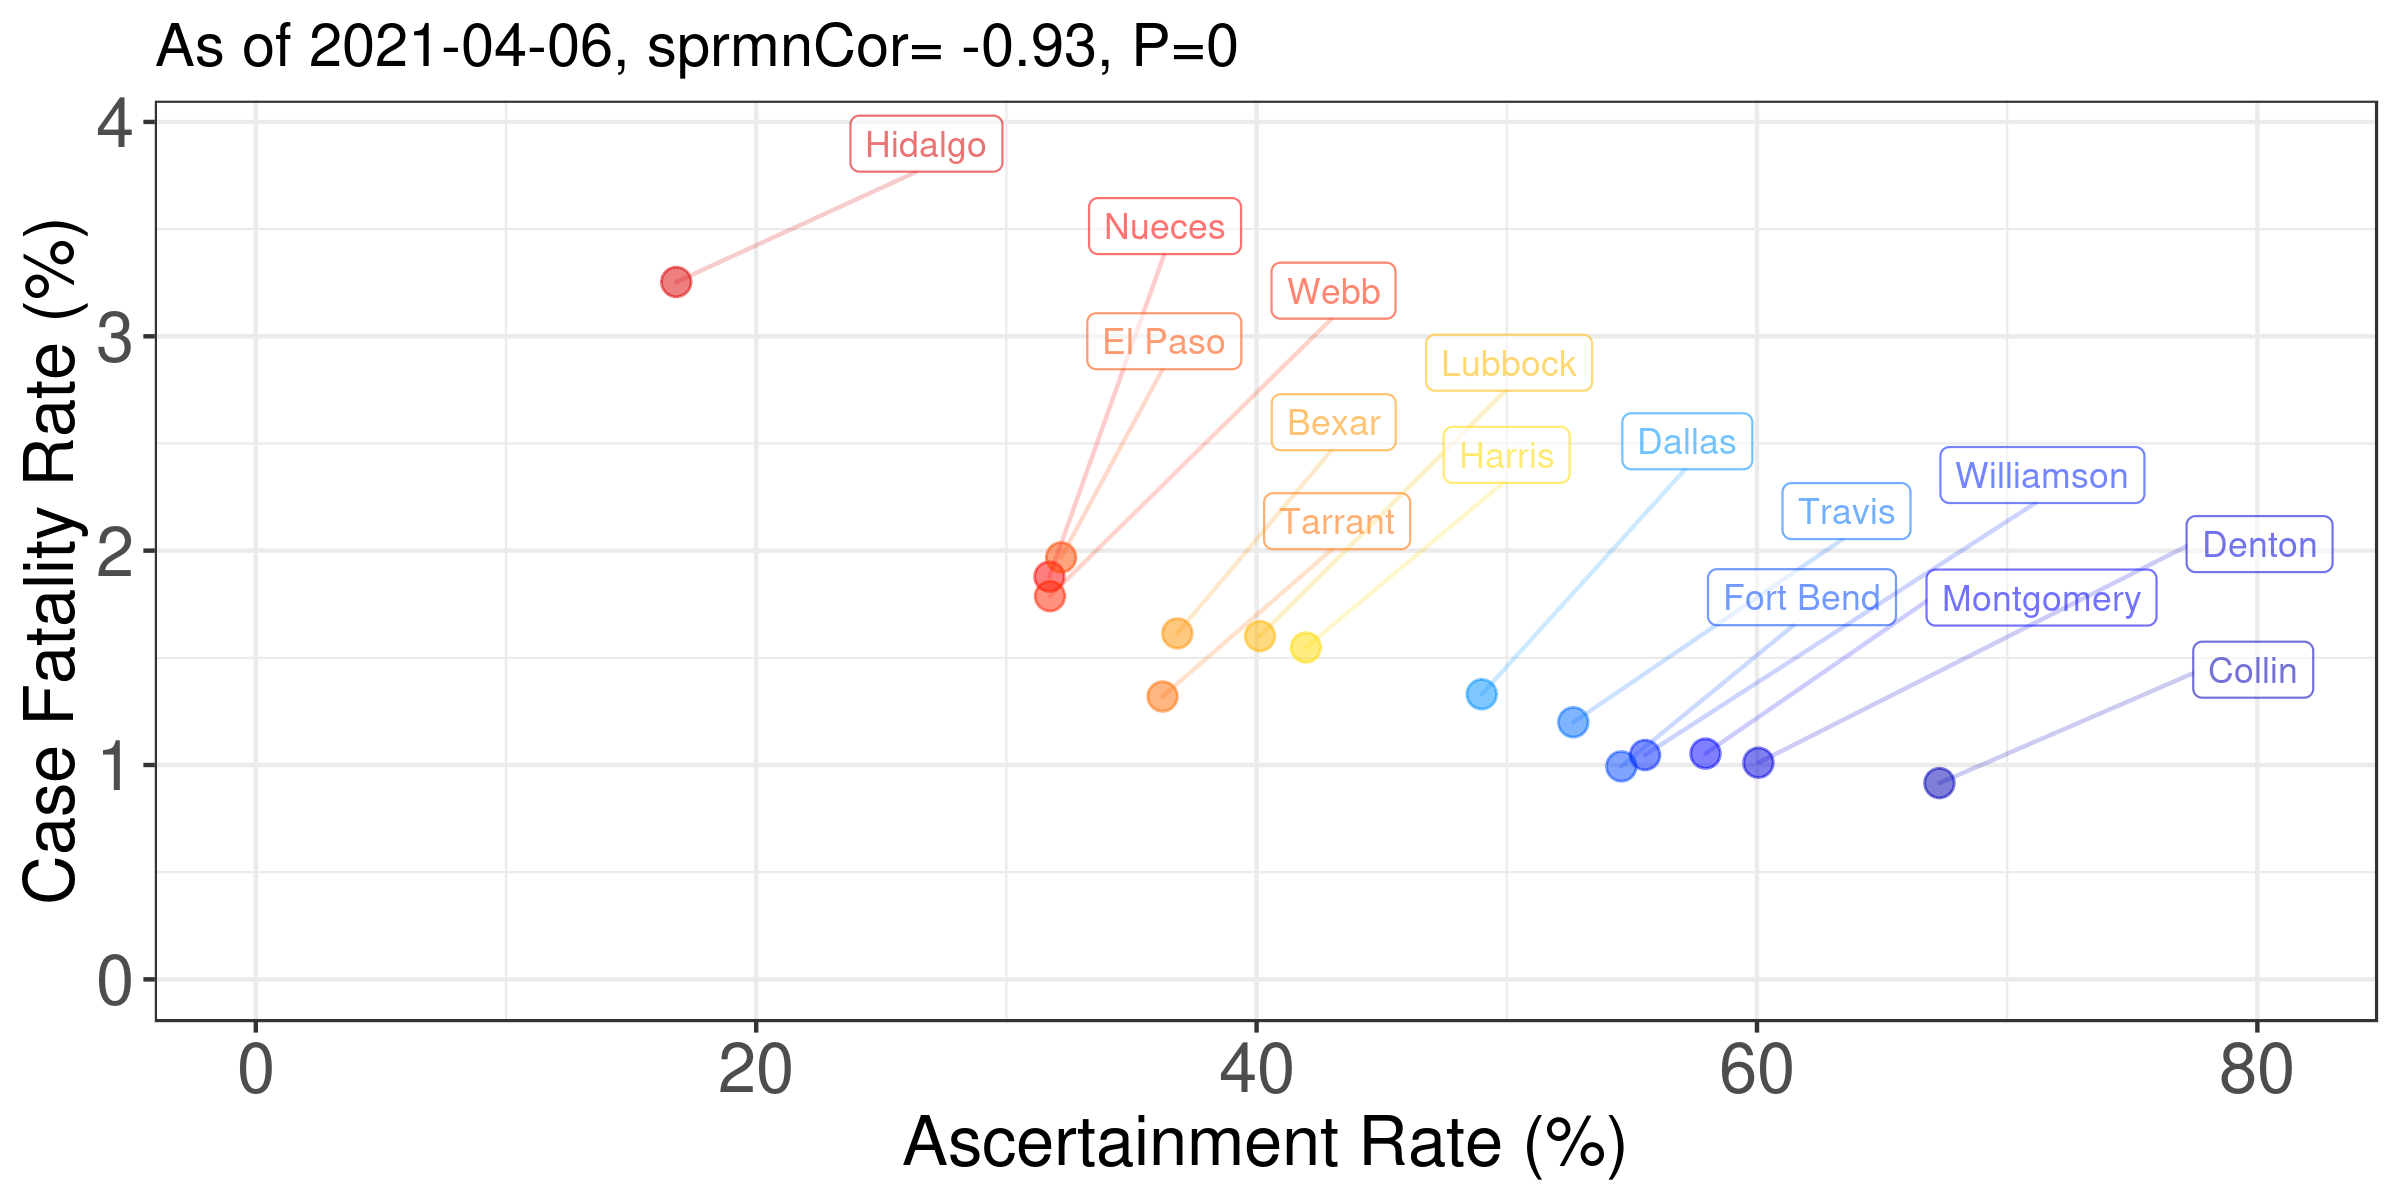 As of 2021-04-06, sprmnCor= -0.93, P=0
Case Fatality Rate (%)
4
3
2
1
0
Hidalgo
Nueces
Webb
El Paso
Lubbock
Bexar
Harris
Dallas
Williamson
Tarrant
Travis
Denton
Fort Bend
Montgomery
Collin
0 20 40 60 80
Ascertainment Rate (%)